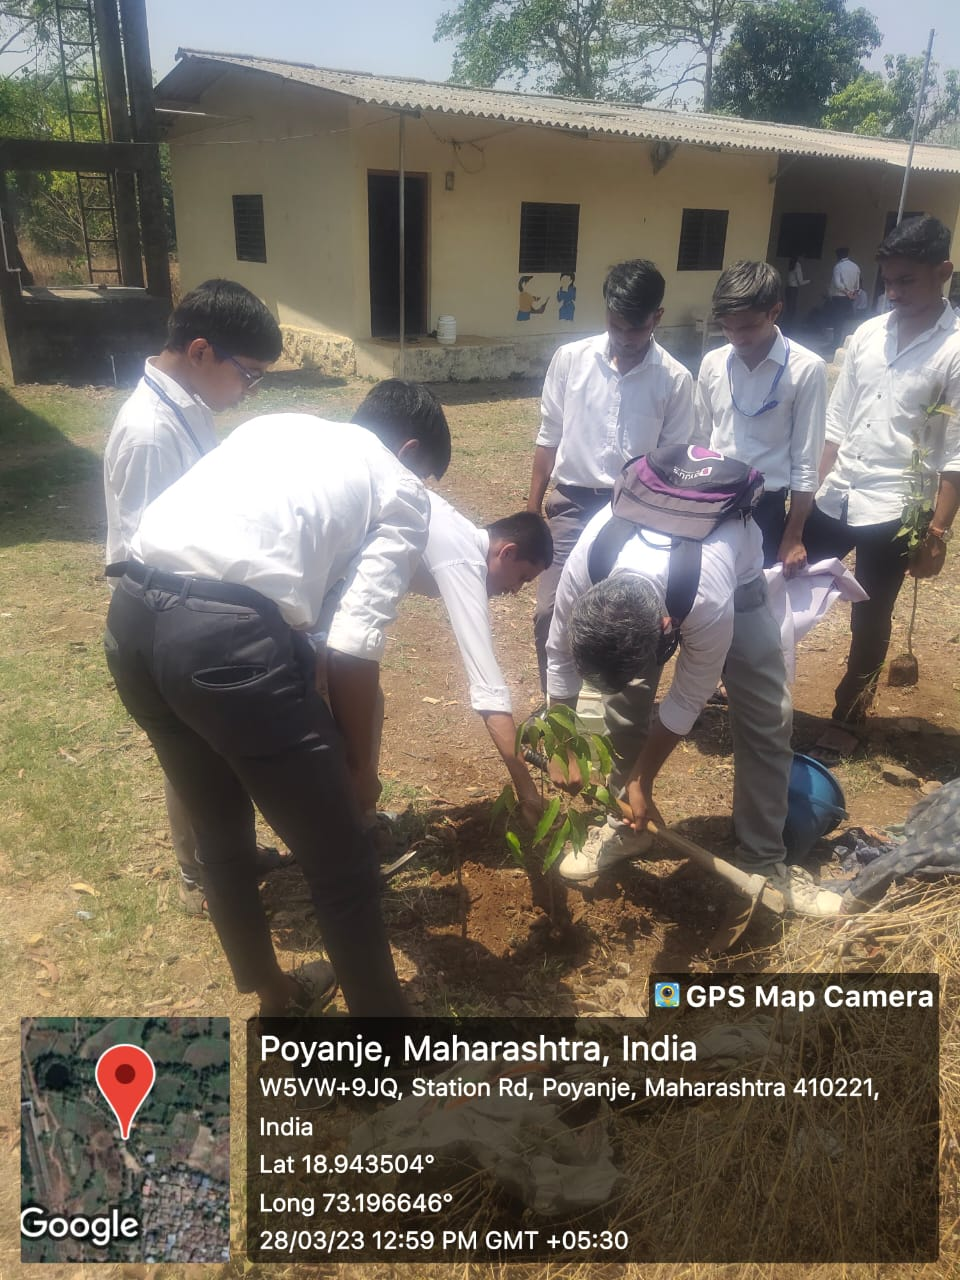 GPS Map Camera
Poyanje, Maharashtra, India
W5VW+9JQ, Station Rd, Poyanje, Maharashtra 410221,
India
Lat 18.943504°
Long 73.196646°
28/03/23 12:59 PM GMT +05:30
Google